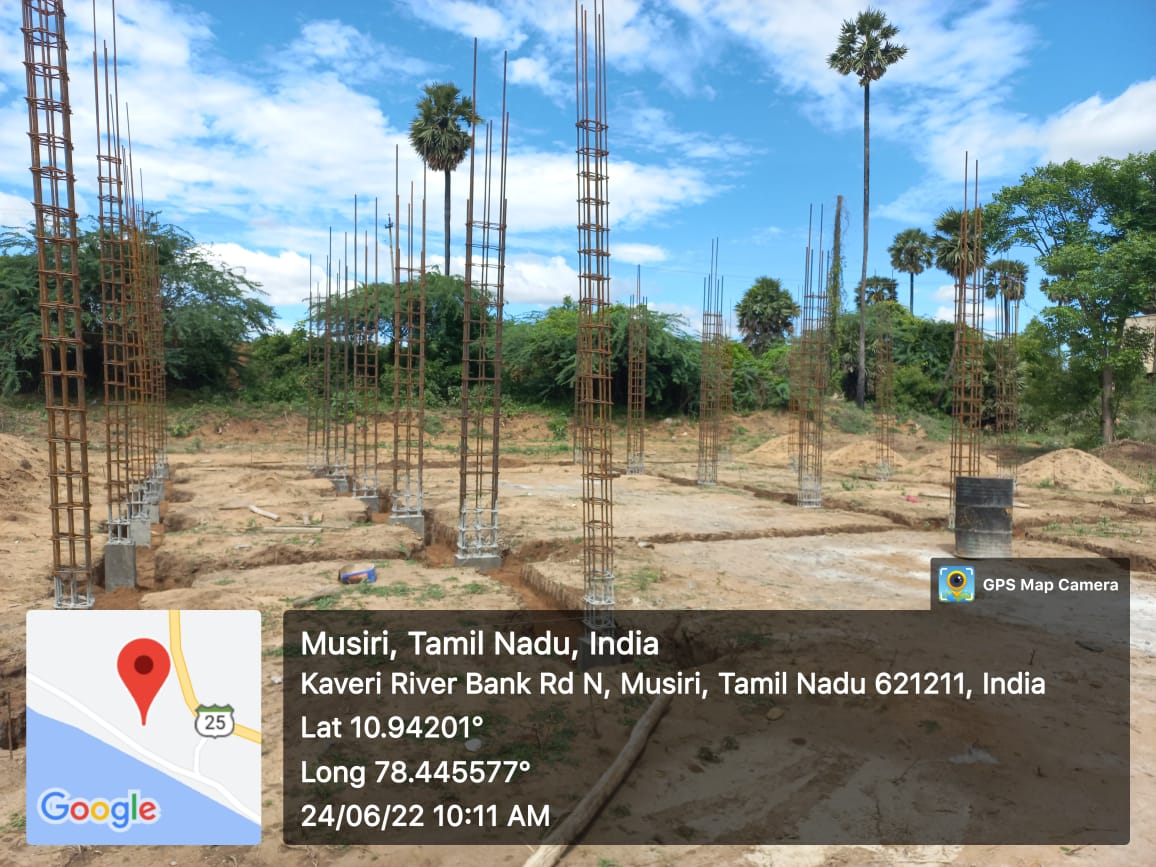 GPS Map Camera
Musiri, Tamil Nadu, India
Kaveri River Bank Rd N, Musiri, Tamil Nadu 621211, India
Lat 10.94201°
Long 78.445577°
24/06/22 10:11 AM
25
Google